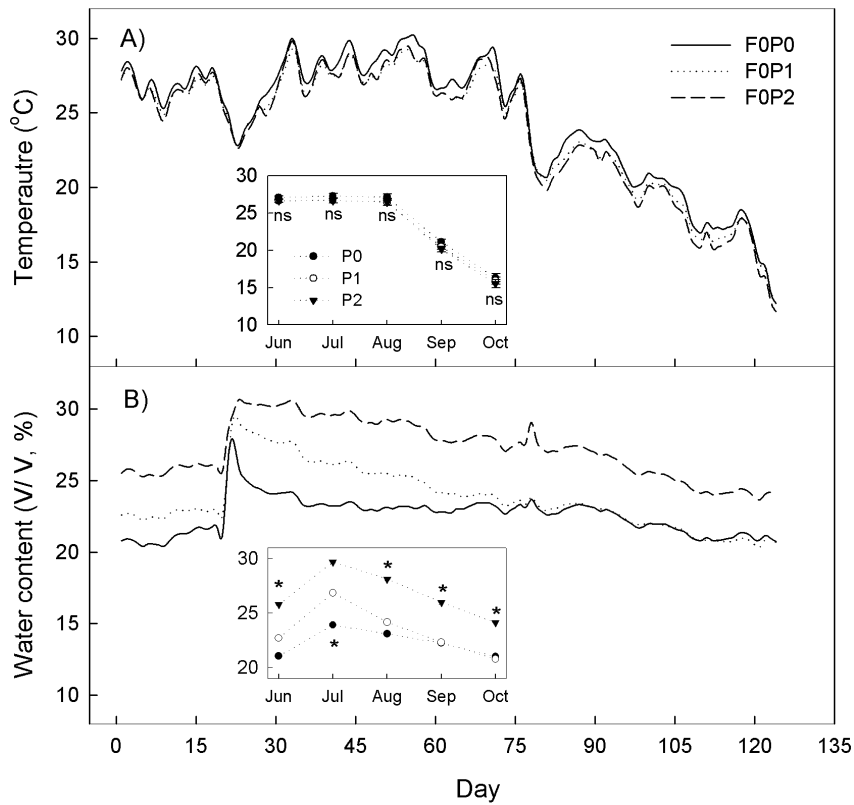 A)
F0P0
F0P1
F0P2
30
25
20
15
10
Temperautre (°C)
30
25
20
15
10
ns
ns
ns
ns
ns
P0
P1
P2
Jun Jul Aug Sep Oct
B)
30
25
20
15
10
Water content (V/ V, %)
30
25
20
*
*
*
*
*
Jun Jul Aug Sep Oct
0 15 30 45 60 75 90 105 120 135
Day